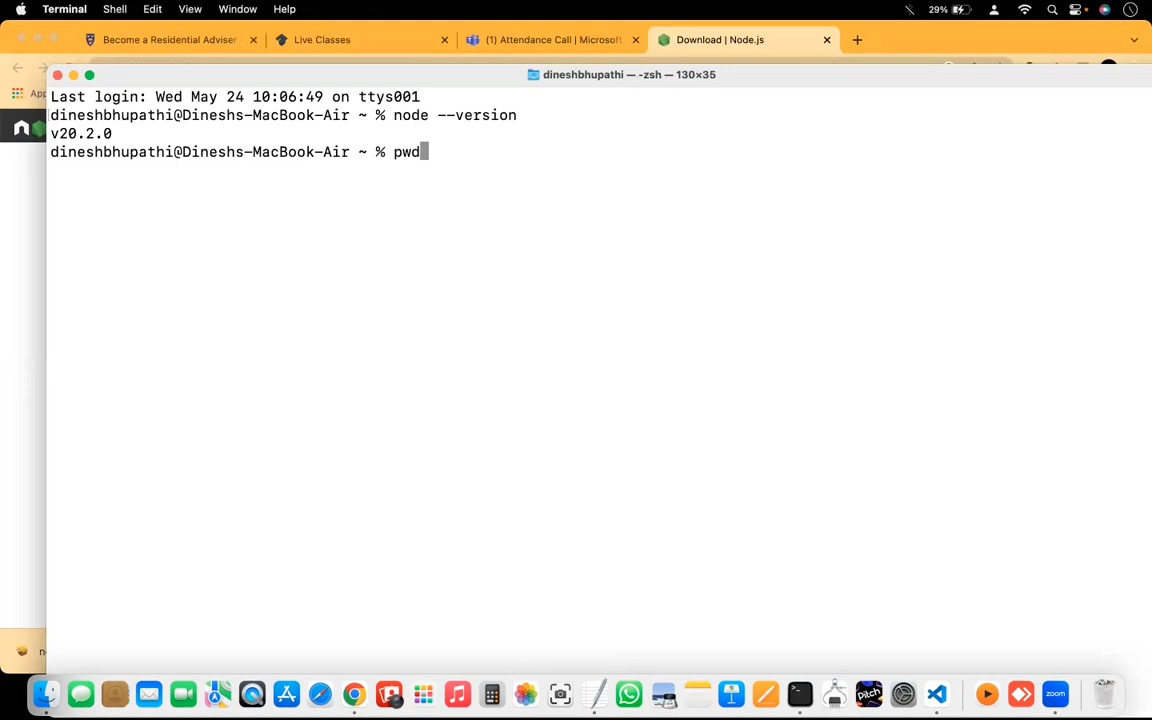 Terminal Shell Edit View Window Help 29%
Become a Residential Adviser Live Classes (1) Attendance Call | Microsoft Download | Node.js
dineshbhupathi — -zsh — 130×35
Last login: Wed May 24 10:06:49 on ttys001
dineshbhupathi@Dineshs-MacBook-Air ~ % node --version
v20.2.0
dineshbhupathi@Dineshs-MacBook-Air ~ % pwd
Pitch zoom